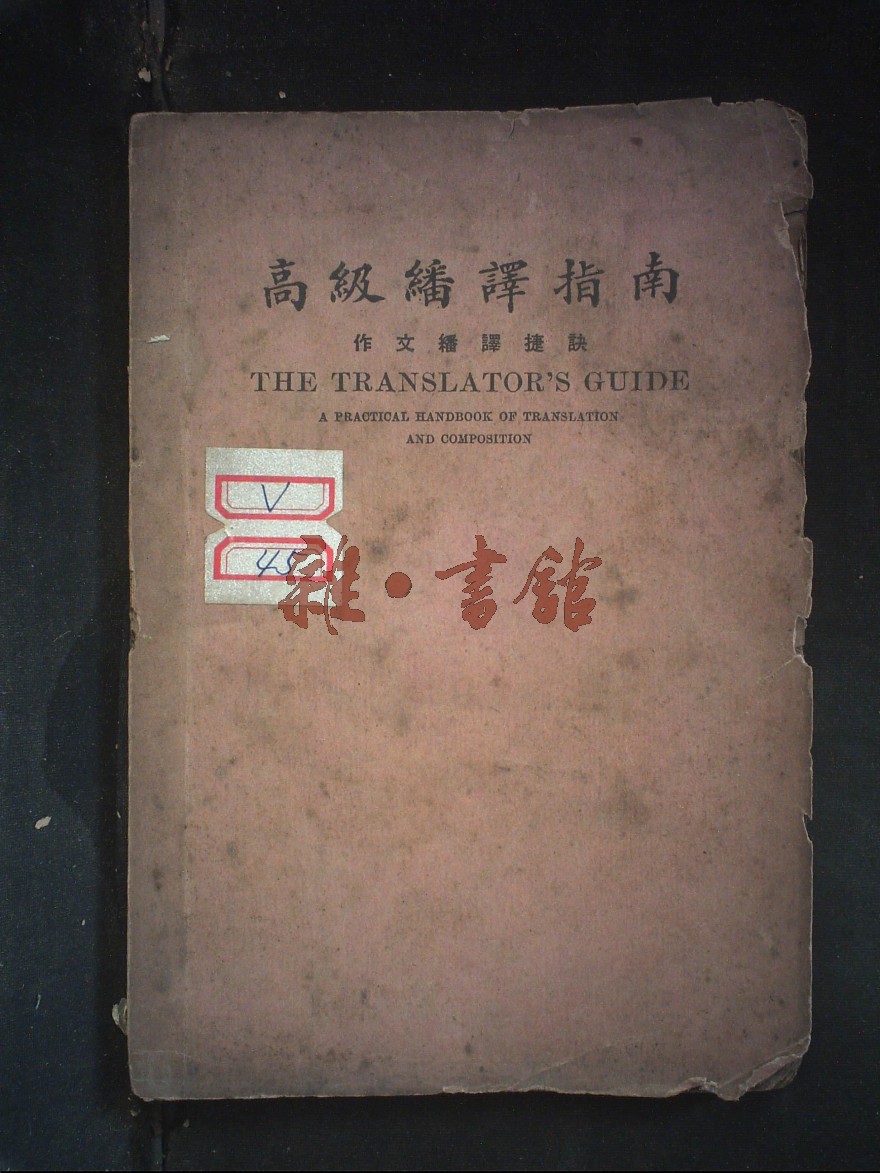 高級繙譯指南
作文繙譯捷訣
THE TRANSLATOR'S GUIDE
A PRACTICAL HANDBOOK OF TRANSLATION
AND COMPOSITION
V
45
雜·書館